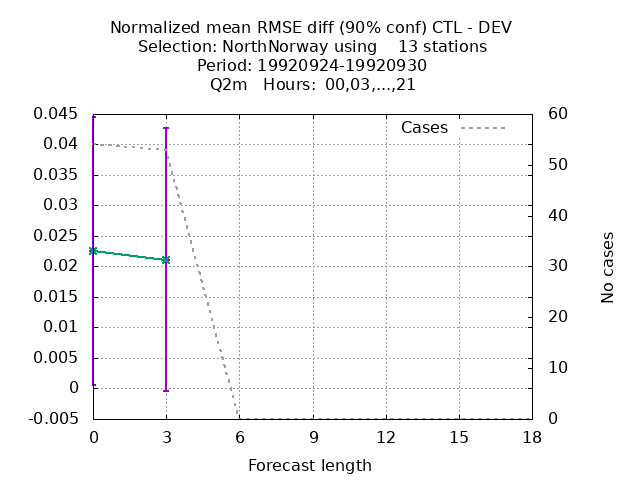 Normalized mean RMSE diff (90% conf) CTL - DEV
Selection: NorthNorway using    13 stations
Period: 19920924-19920930
Q2m   Hours:  00,03,...,21
Cases
0.045
0.04
0.035
0.03
0.025
0.02
0.015
0.01
0.005
0
-0.005
60
50
40
30
20
10
0
No cases
0 3 6 9 12 15 18
Forecast length